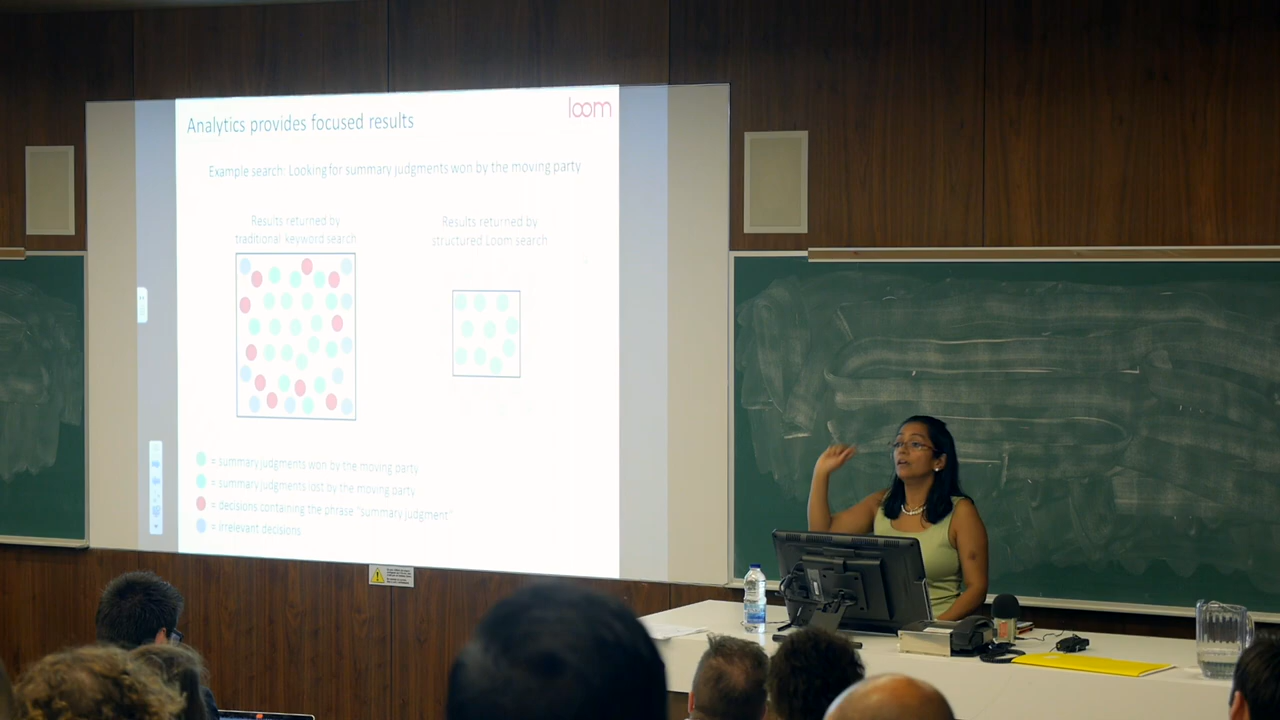 loom
Analytics provides focused results
Example search: Looking for summary judgments won by the moving party
Results returned by
traditional keyword search
Results returned by
structured Loom search
= summary judgments won by the moving party
= summary judgments lost by the moving party
= decisions containing the phrase "summary judgment"
= irrelevant decisions